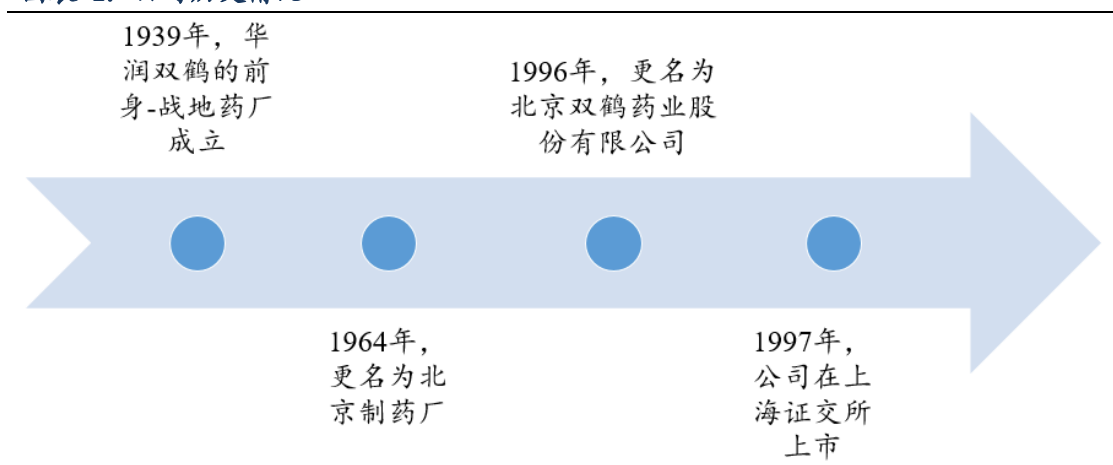 1939年，华
润双鹤的前
身-战地药厂
成立
1996年，更名为
北京双鹤药业股
份有限公司
1964年，
更名为北
京制药厂
1997年，
公司在上
海证交所
上市